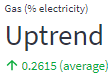 Gas (% electricity)
Uptrend
↑ 0.2615 (average)